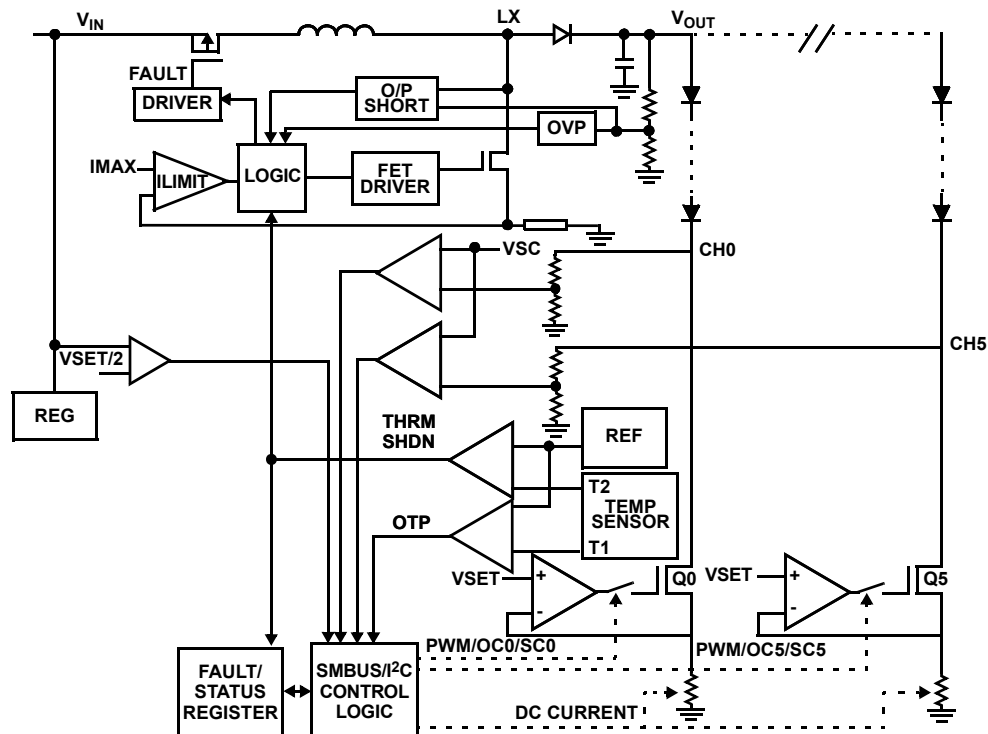 V_IN
LX
V_OUT
FAULT
DRIVER
O/P
SHORT
OVP
IMAX
ILIMIT
LOGIC
FET
DRIVER
VSC
CH0
VSET/2
CH5
REG
THRM
SHDN
REF
T2
TEMP
SENSOR
T1
OTP
VSET
+
-
Q0
VSET
+
-
Q5
PWM/OC0/SC0
PWM/OC5/SC5
FAULT/
STATUS
REGISTER
SMBUS/I²C
CONTROL
LOGIC
DC CURRENT